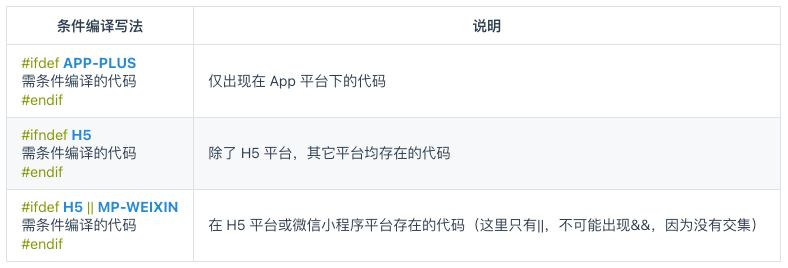 条件编译写法
说明
#ifdef APP-PLUS
需条件编译的代码
#endif
仅出现在 App 平台下的代码
#ifndef H5
需条件编译的代码
#endif
除了 H5 平台，其它平台均存在的代码
#ifdef H5 || MP-WEIXIN
需条件编译的代码
#endif
在 H5 平台或微信小程序平台存在的代码（这里只有||，不可能出现&&，因为没有交集）